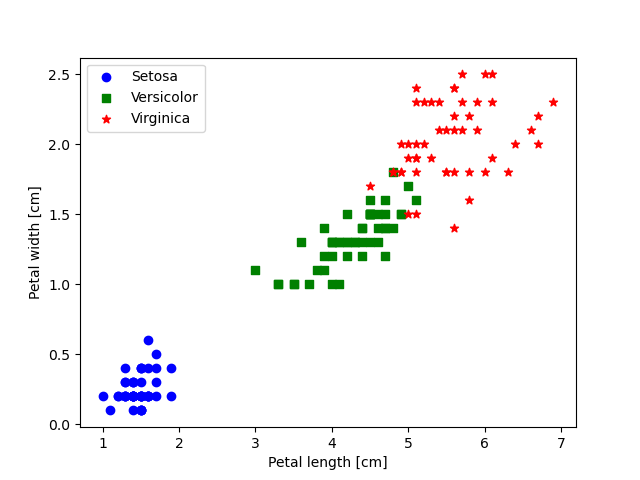 Setosa
Versicolor
Virginica
2.5
2.0
1.5
1.0
0.5
0.0
Petal width [cm]
1 2 3 4 5 6 7
Petal length [cm]